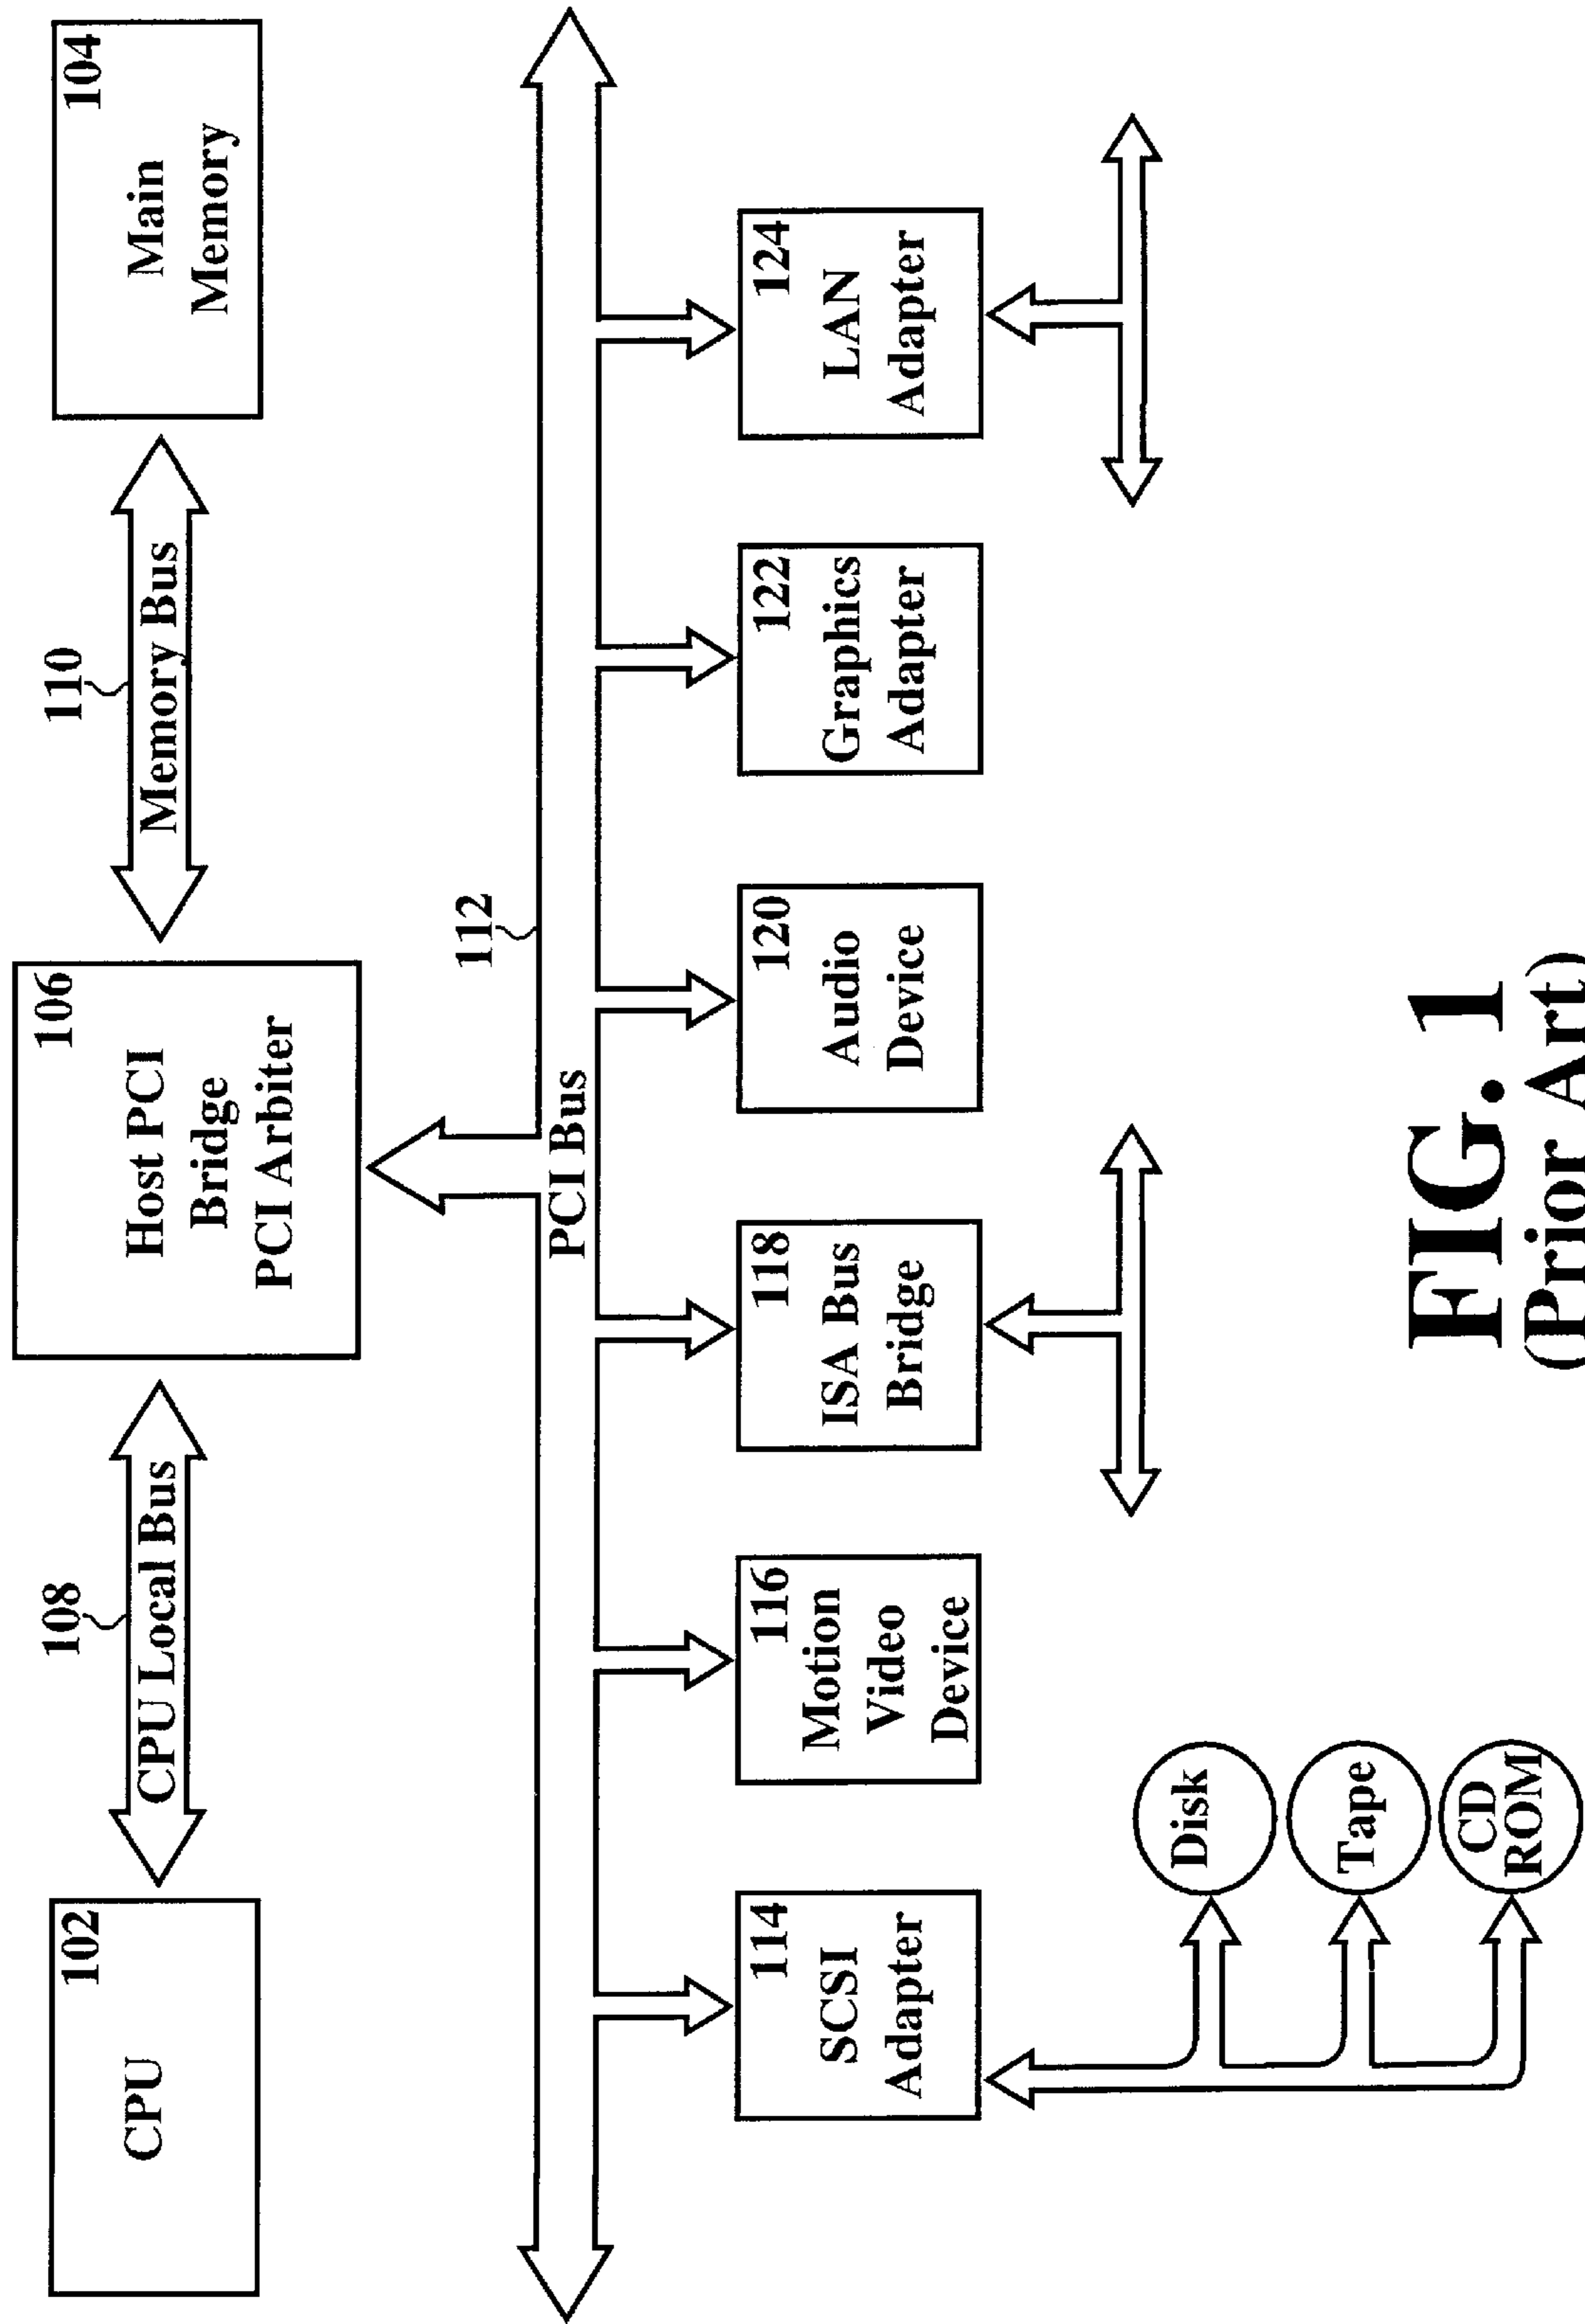 102
CPU
108
CPU Local Bus
106
Host PCI
Bridge
PCI Arbiter
110
Memory Bus
104
Main
Memory
112
PCI Bus
114
SCSI
Adapter
116
Motion
Video
Device
118
ISA Bus
Bridge
120
Audio
Device
122
Graphics
Adapter
124
LAN
Adapter
Disk
Tape
CD
ROM
FIG. 1
(Prior Art)